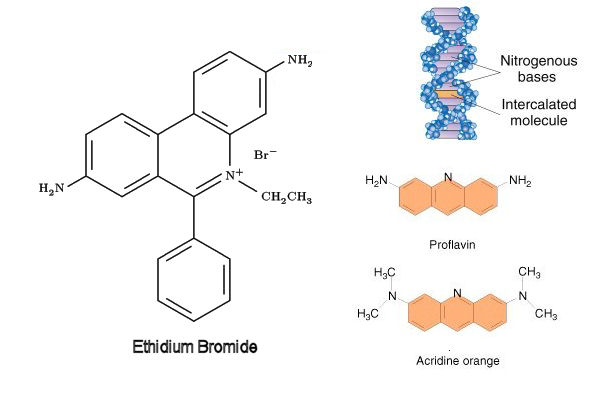 NH₂
Br⁻
N⁺
H₂N
CH₂CH₃
Ethidium Bromide
Nitrogenous
bases
Intercalated
molecule
H₂N
N
NH₂
Proflavin
H₃C
CH₃
N
N
N
H₃C
CH₃
Acridine orange